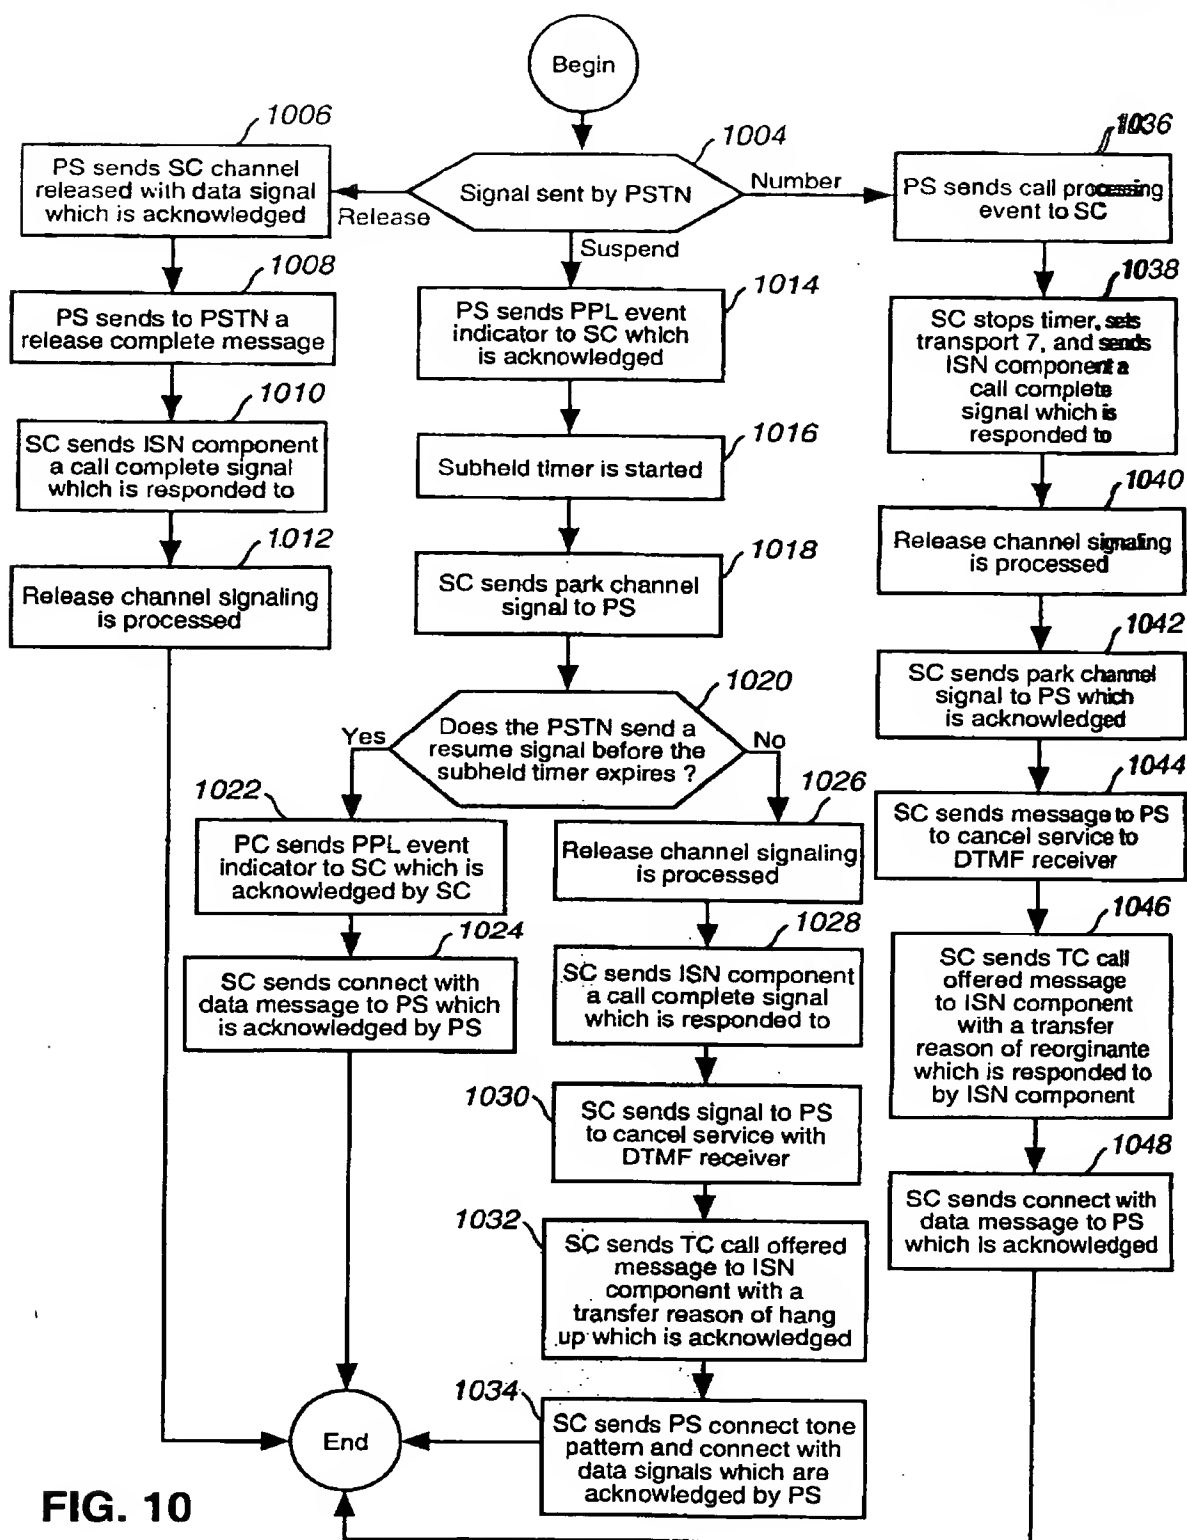 Begin
1006
PS sends SC channel
released with data signal
which is acknowledged
1004
Signal sent by PSTN
Release
Number
Suspend
1036
PS sends call processing
event to SC
1008
PS sends to PSTN a
release complete message
1010
SC sends ISN component
a call complete signal
which is responded to
1012
Release channel signaling
is processed
1014
PS sends PPL event
indicator to SC which
is acknowledged
1016
Subheld timer is started
1018
SC sends park channel
signal to PS
1020
Does the PSTN send a
resume signal before the
subheld timer expires ?
Yes
No
1022
PC sends PPL event
indicator to SC which is
acknowledged by SC
1024
SC sends connect with
data message to PS which
is acknowledged by PS
1026
Release channel signaling
is processed
1028
SC sends ISN component
a call complete signal
which is responded to
1030
SC sends signal to PS
to cancel service with
DTMF receiver
1032
SC sends TC call offered
message to ISN
component with a
transfer reason of hang
up which is acknowledged
1034
SC sends PS connect tone
pattern and connect with
data signals which are
acknowledged by PS
1038
SC stops timer, sets
transport 7, and sends
ISN component a
call complete
signal which is
responded to
1040
Release channel signaling
is processed
1042
SC sends park channel
signal to PS which
is acknowledged
1044
SC sends message to PS
to cancel service to
DTMF receiver
1046
SC sends TC call
offered message
to ISN component
with a transfer
reason of reorginante
which is responded to
by ISN component
1048
SC sends connect with
data message to PS
which is acknowledged
End
FIG. 10